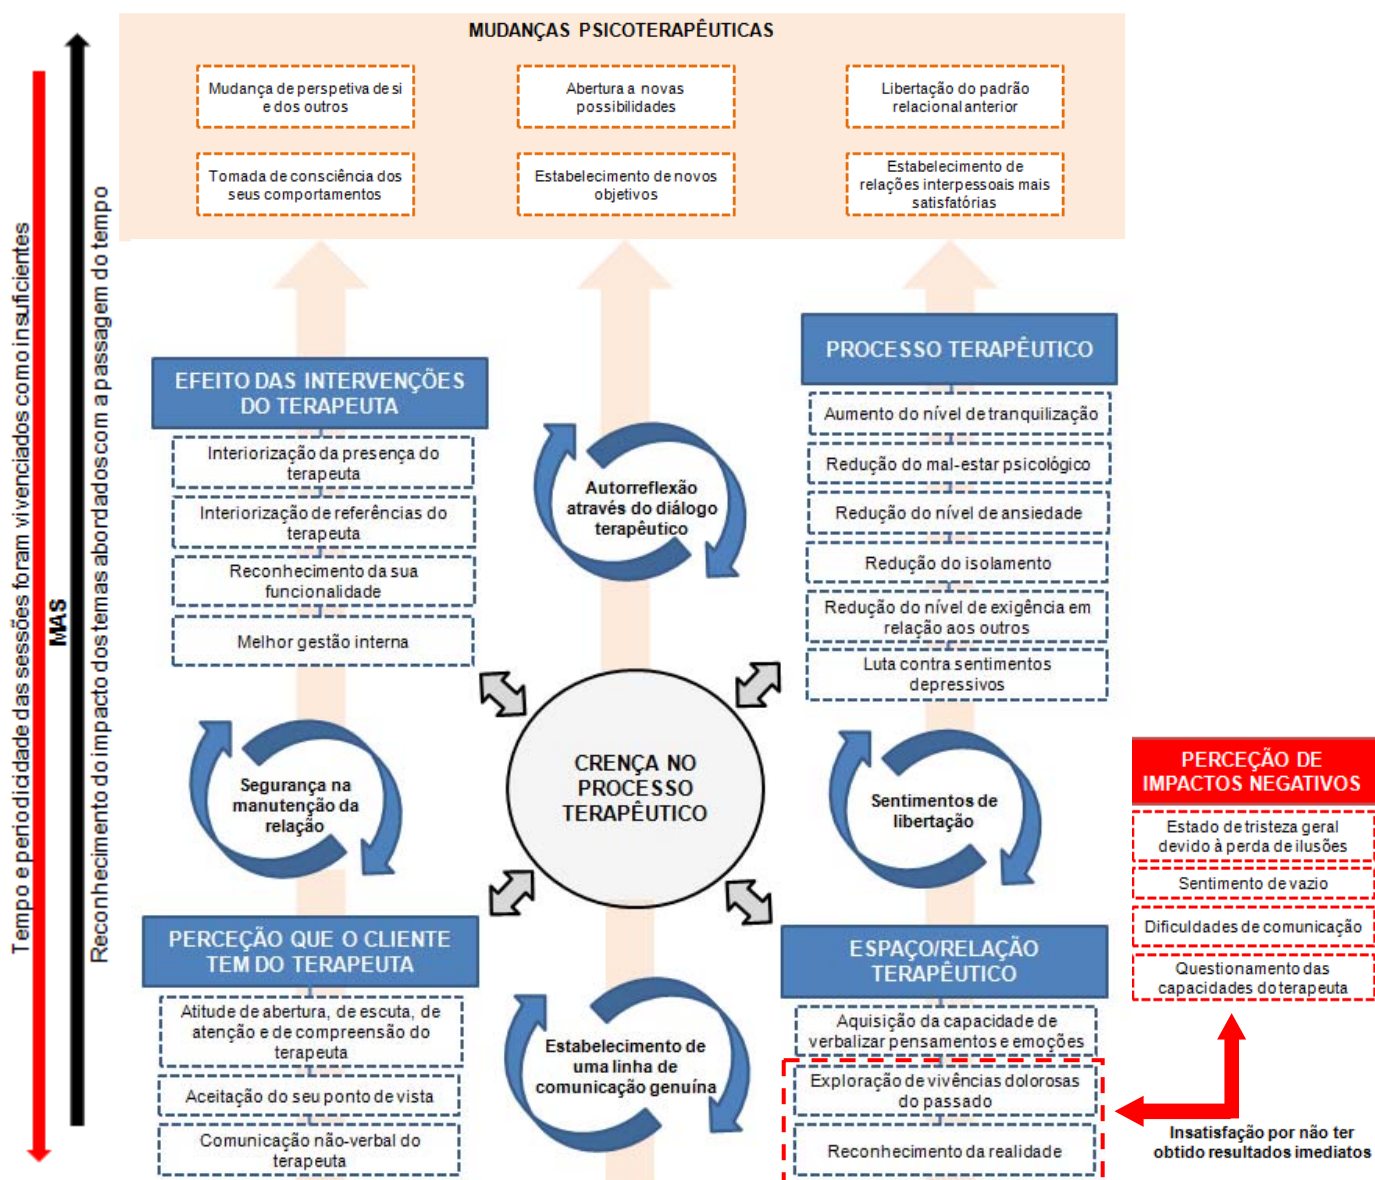 MUDANÇAS PSICOTERAPÊUTICAS
Mudança de perspetiva de si
e dos outros
Abertura a novas
possibilidades
Libertação do padrão
relacional anterior
Tomada de consciência dos
seus comportamentos
Estabelecimento de novos
objetivos
Estabelecimento de
relações interpessoais mais
satisfatórias
Tempo e periodicidade das sessões foram vivenciados como insuficientes
MAS
Reconhecimento do impacto dos temas abordados com a passagem do tempo
EFEITO DAS INTERVENÇÕES
DO TERAPEUTA
Interiorização da presença do
terapeuta
Interiorização de referências do
terapeuta
Reconhecimento da sua
funcionalidade
Melhor gestão interna
Autorreflexão
através do diálogo
terapêutico
PROCESSO TERAPÊUTICO
Aumento do nível de tranquilização
Redução do mal-estar psicológico
Redução do nível de ansiedade
Redução do isolamento
Redução do nível de exigência em
relação aos outros
Luta contra sentimentos
depressivos
Segurança na
manutenção da
relação
CRENÇA NO
PROCESSO
TERAPÊUTICO
Sentimentos de
libertação
PERCEÇÃO DE
IMPACTOS NEGATIVOS
Estado de tristeza geral
devido à perda de ilusões
Sentimento de vazio
Dificuldades de comunicação
Questionamento das
capacidades do terapeuta
PERCEÇÃO QUE O CLIENTE
TEM DO TERAPEUTA
Atitude de abertura, de escuta, de
atenção e de compreensão do
terapeuta
Aceitação do seu ponto de vista
Comunicação não-verbal do
terapeuta
Estabelecimento de
uma linha de
comunicação genuína
ESPAÇO/RELAÇÃO
TERAPÊUTICO
Aquisição da capacidade de
verbalizar pensamentos e emoções
Exploração de vivências dolorosas
do passado
Reconhecimento da realidade
Insatisfação por não ter
obtido resultados imediatos